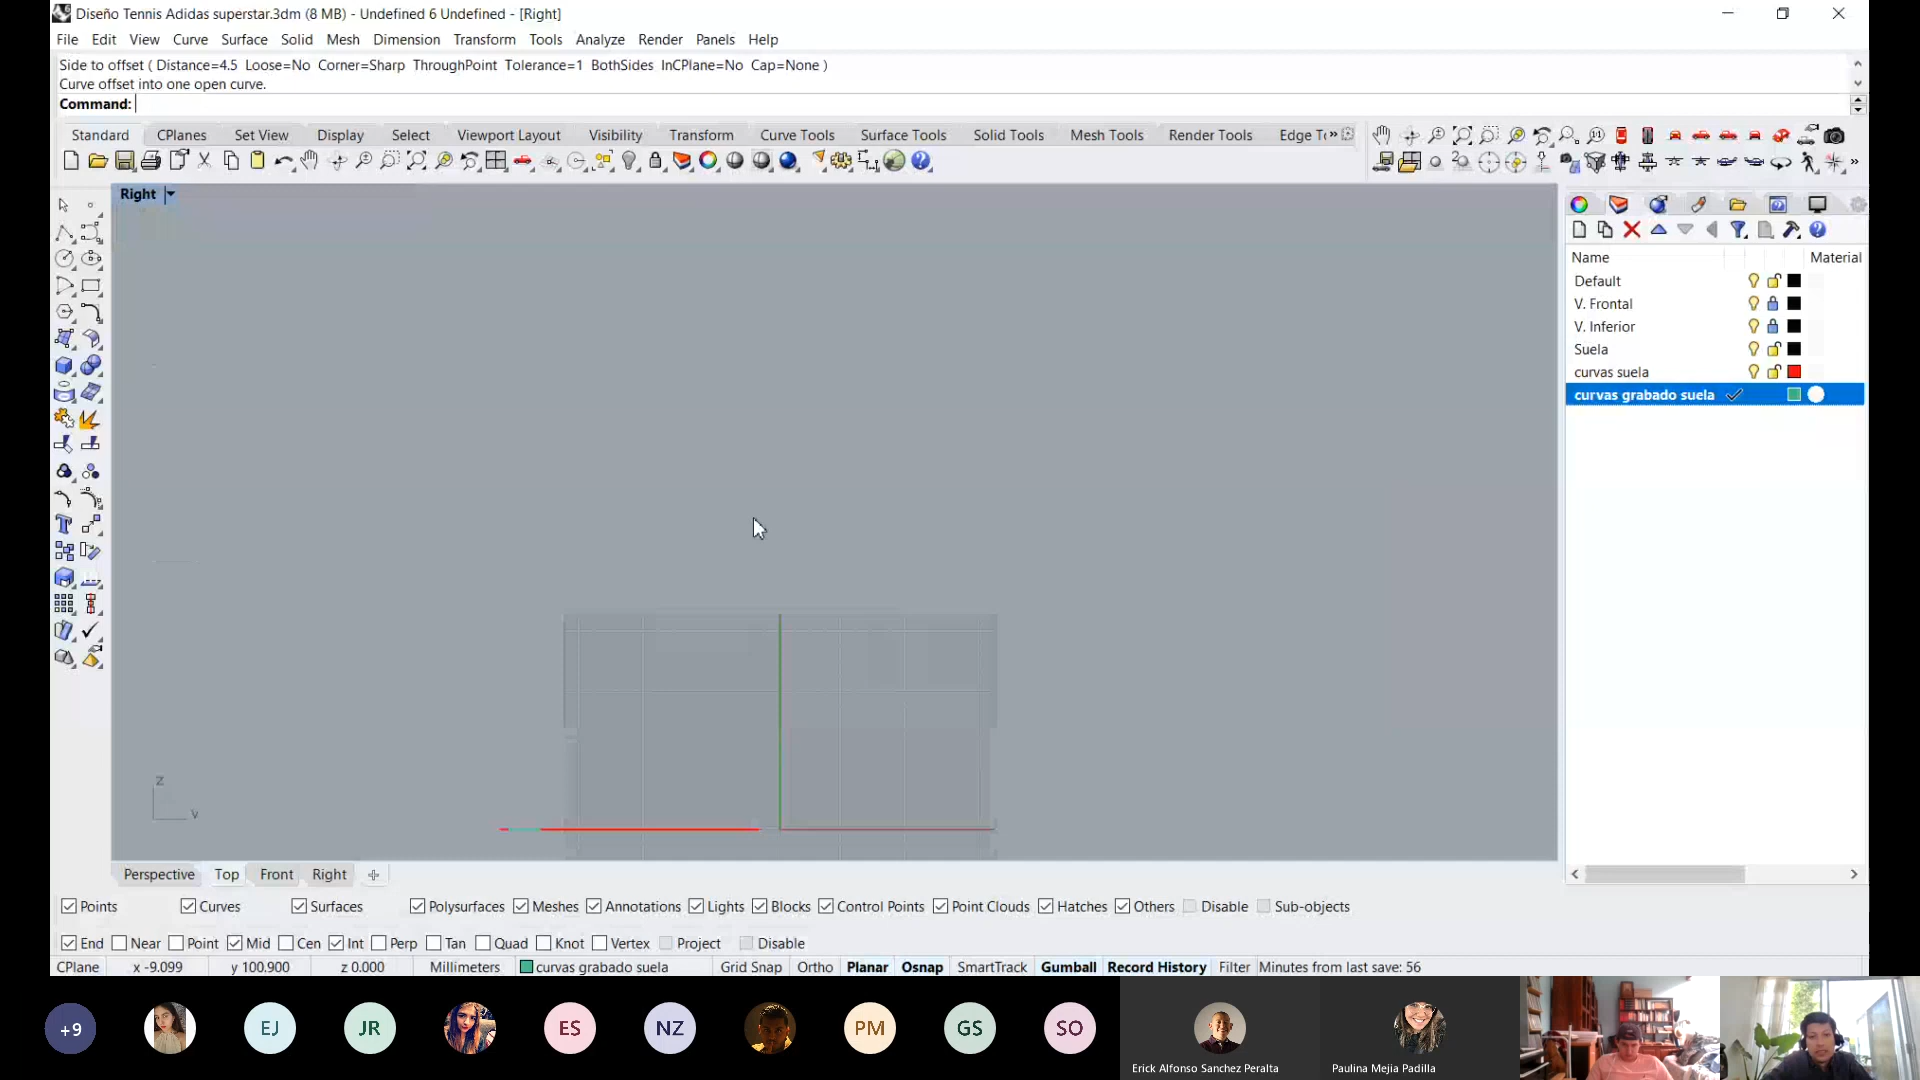 Diseño Tennis Adidas superstar.3dm (8 MB) - Undefined 6 Undefined - [Right]
File Edit View Curve Surface Solid Mesh Dimension Transform Tools Analyze Render Panels Help
Side to offset ( Distance=4.5 Loose=No Corner=Sharp ThroughPoint Tolerance=1 BothSides InCPlane=No Cap=None )
Curve offset into one open curve.
Command:
Standard CPlanes Set View Display Select Viewport Layout Visibility Transform Curve Tools Surface Tools Solid Tools Mesh Tools Render Tools Edge T
Right
Name Material
Default
V. Frontal
V. Inferior
Suela
curvas suela
curvas grabado suela
z
Perspective Top Front Right
Points Curves Surfaces Polysurfaces Meshes Annotations Lights Blocks Control Points Point Clouds Hatches Others Disable Sub-objects
End Near Point Mid Cen Int Perp Tan Quad Knot Vertex Project Disable
CPlane x -9.099 y 100.900 z 0.000 Millimeters curvas grabado suela Grid Snap Ortho Planar Osnap SmartTrack Gumball Record History Filter Minutes from last save: 56
+9 EJ JR ES NZ PM GS SO
Erick Alfonso Sanchez Peralta Paulina Mejia Padilla